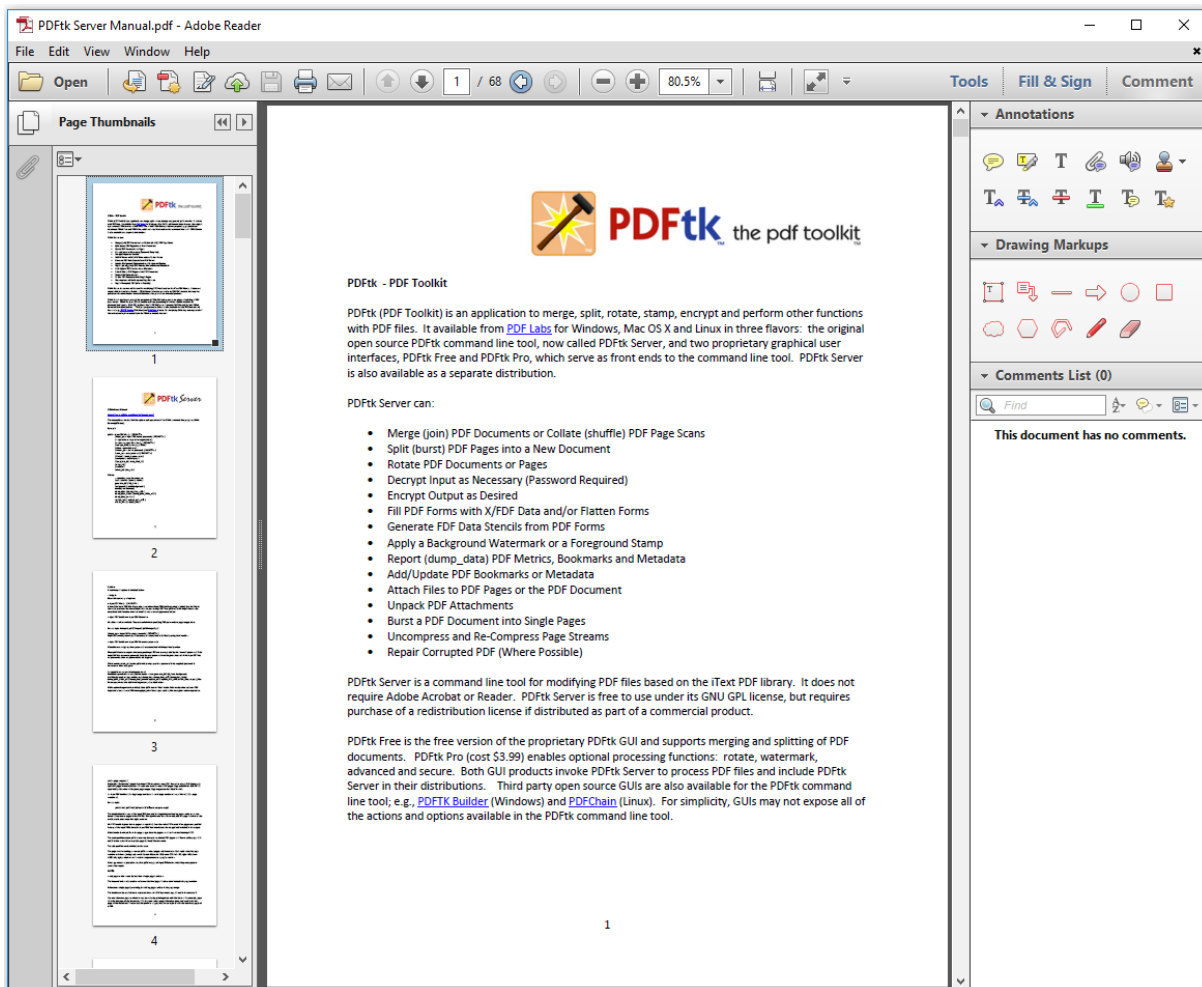 PDFtk Server Manual.pdf - Adobe Reader
File Edit View Window Help
Open
1 / 68
80.5%
Tools
Fill & Sign
Comment
Page Thumbnails
PDFtk the pdf toolkit
1
PDFtk Server
2
3
4
PDFtk™ the pdf toolkit™
PDFtk - PDF Toolkit
PDFtk (PDF Toolkit) is an application to merge, split, rotate, stamp, encrypt and perform other functions
with PDF files. It available from PDF Labs for Windows, Mac OS X and Linux in three flavors: the original
open source PDFtk command line tool, now called PDFtk Server, and two proprietary graphical user
interfaces, PDFtk Free and PDFtk Pro, which serve as front ends to the command line tool. PDFtk Server
is also available as a separate distribution.
PDFtk Server can:
• Merge (join) PDF Documents or Collate (shuffle) PDF Page Scans
• Split (burst) PDF Pages into a New Document
• Rotate PDF Documents or Pages
• Decrypt Input as Necessary (Password Required)
• Encrypt Output as Desired
• Fill PDF Forms with X/FDF Data and/or Flatten Forms
• Generate FDF Data Stencils from PDF Forms
• Apply a Background Watermark or a Foreground Stamp
• Report (dump_data) PDF Metrics, Bookmarks and Metadata
• Add/Update PDF Bookmarks or Metadata
• Attach Files to PDF Pages or the PDF Document
• Unpack PDF Attachments
• Burst a PDF Document into Single Pages
• Uncompress and Re-Compress Page Streams
• Repair Corrupted PDF (Where Possible)
PDFtk Server is a command line tool for modifying PDF files based on the iText PDF library. It does not
require Adobe Acrobat or Reader. PDFtk Server is free to use under its GNU GPL license, but requires
purchase of a redistribution license if distributed as part of a commercial product.
PDFtk Free is the free version of the proprietary PDFtk GUI and supports merging and splitting of PDF
documents. PDFtk Pro (cost $3.99) enables optional processing functions: rotate, watermark,
advanced and secure. Both GUI products invoke PDFtk Server to process PDF files and include PDFtk
Server in their distributions. Third party open source GUIs are also available for the PDFtk command
line tool; e.g., PDFTK Builder (Windows) and PDFChain (Linux). For simplicity, GUIs may not expose all of
the actions and options available in the PDFtk command line tool.
1
Annotations
Drawing Markups
Comments List (0)
Find
This document has no comments.